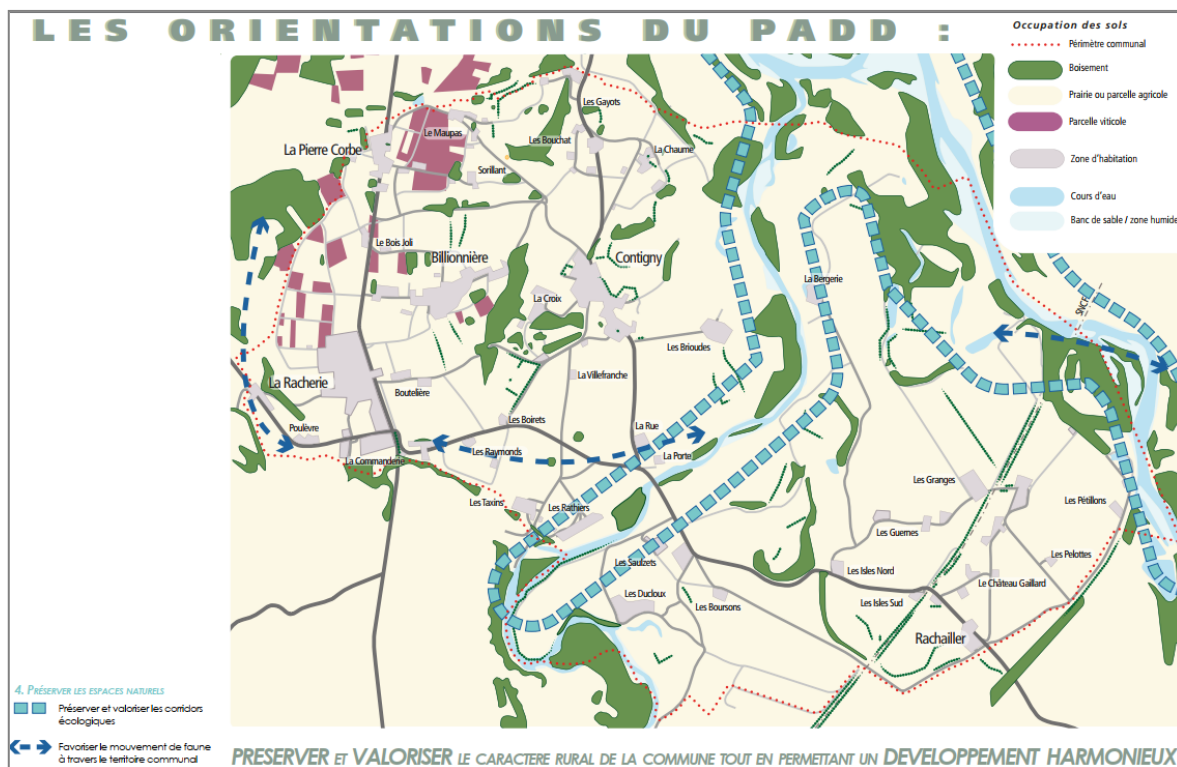 LES ORIENTATIONS DU PADD :
Occupation des sols
Périmètre communal
Boisement
Prairie ou parcelle agricole
Parcelle viticole
Zone d'habitation
Cours d'eau
Banc de sable / zone humide
Les Gayots
Le Maupas
Les Bouchat
La Pierre Corbe
La Chaume
Sorillant
Le Bois Joli
Billionnière
Contigny
La Bergerie
La Croix
SNCF
Les Brioudes
La Villefranche
La Racherie
Boutelière
Les Boirets
Poulèvre
La Rue
Les Raymonds
La Porte
La Commanderie
Les Granges
Les Taxins
Les Rathiers
Les Pétillons
Les Guernes
Les Saulzets
Les Isles Nord
Les Pelottes
Le Château Gaillard
Les Ducloux
Les Boursons
Les Isles Sud
Rachailler
4. PRÉSERVER LES ESPACES NATURELS
Préserver et valoriser les corridors
écologiques
Favoriser le mouvement de faune
à travers le territoire communal
PRESERVER ET VALORISER LE CARACTERE RURAL DE LA COMMUNE TOUT EN PERMETTANT UN DEVELOPPEMENT HARMONIEUX